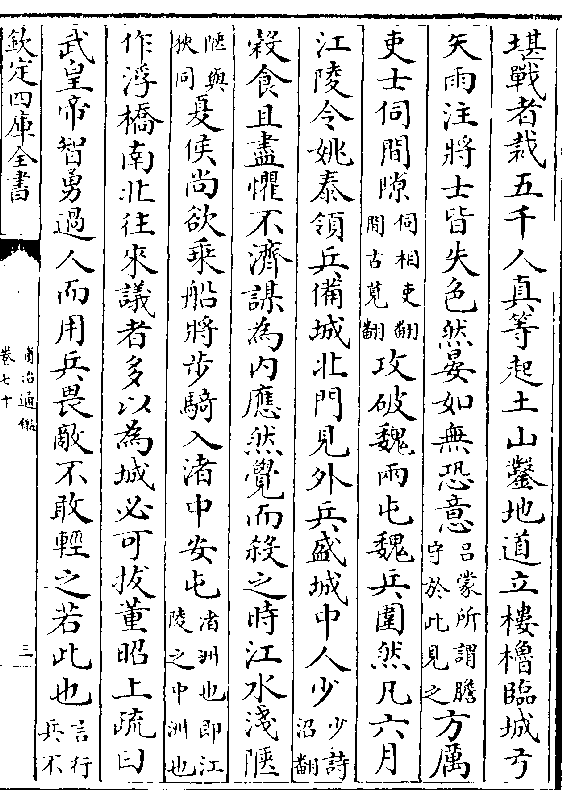 堪戰者裁五千人真等起土山鑿地道立樓櫓臨城弓
矢雨注將士皆失色然晏如無恐意吕蒙所謂膽守於此見之方厲
吏士伺間隙伺相吏翻間古莧翻攻破魏兩屯魏兵圍然凡六月
江陵令姚泰領兵備城北門見外兵盛城中人少少詩沼翻
穀食且盡懼不濟謀為内應然覺而殺之時江水淺陿
陿與狹同夏侯尚欲乗船將步騎入渚中安屯渚洲也即江陵之中洲也
作浮橋南北往來議者多以為城必可拔董昭上疏曰
武皇帝智勇過人而用兵畏敵不敢輕之若此也言行兵不
欽定四庫全書
資治通鑑
卷七十
三